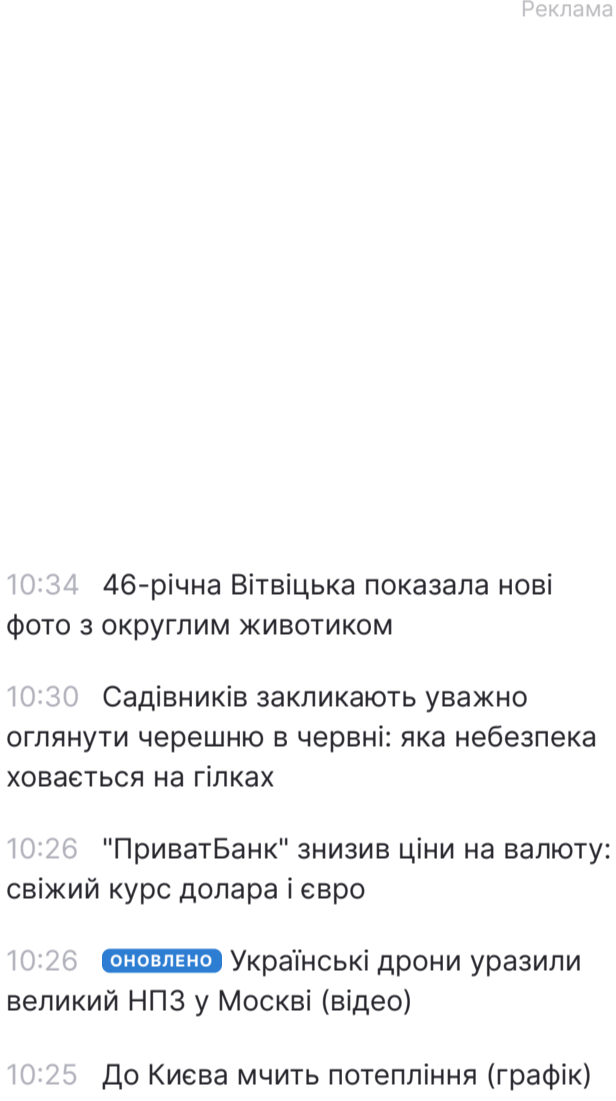 Реклама
10:34 46-річна Вітвіцька показала нові
фото з округлим животиком
10:30 Садівників закликають уважно
оглянути черешню в червні: яка небезпека
ховається на гілках
10:26 "ПриватБанк" знизив ціни на валюту:
свіжий курс долара і євро
10:26 ОНОВЛЕНО Українські дрони уразили
великий НПЗ у Москві (відео)
10:25 До Києва мчить потепління (графік)